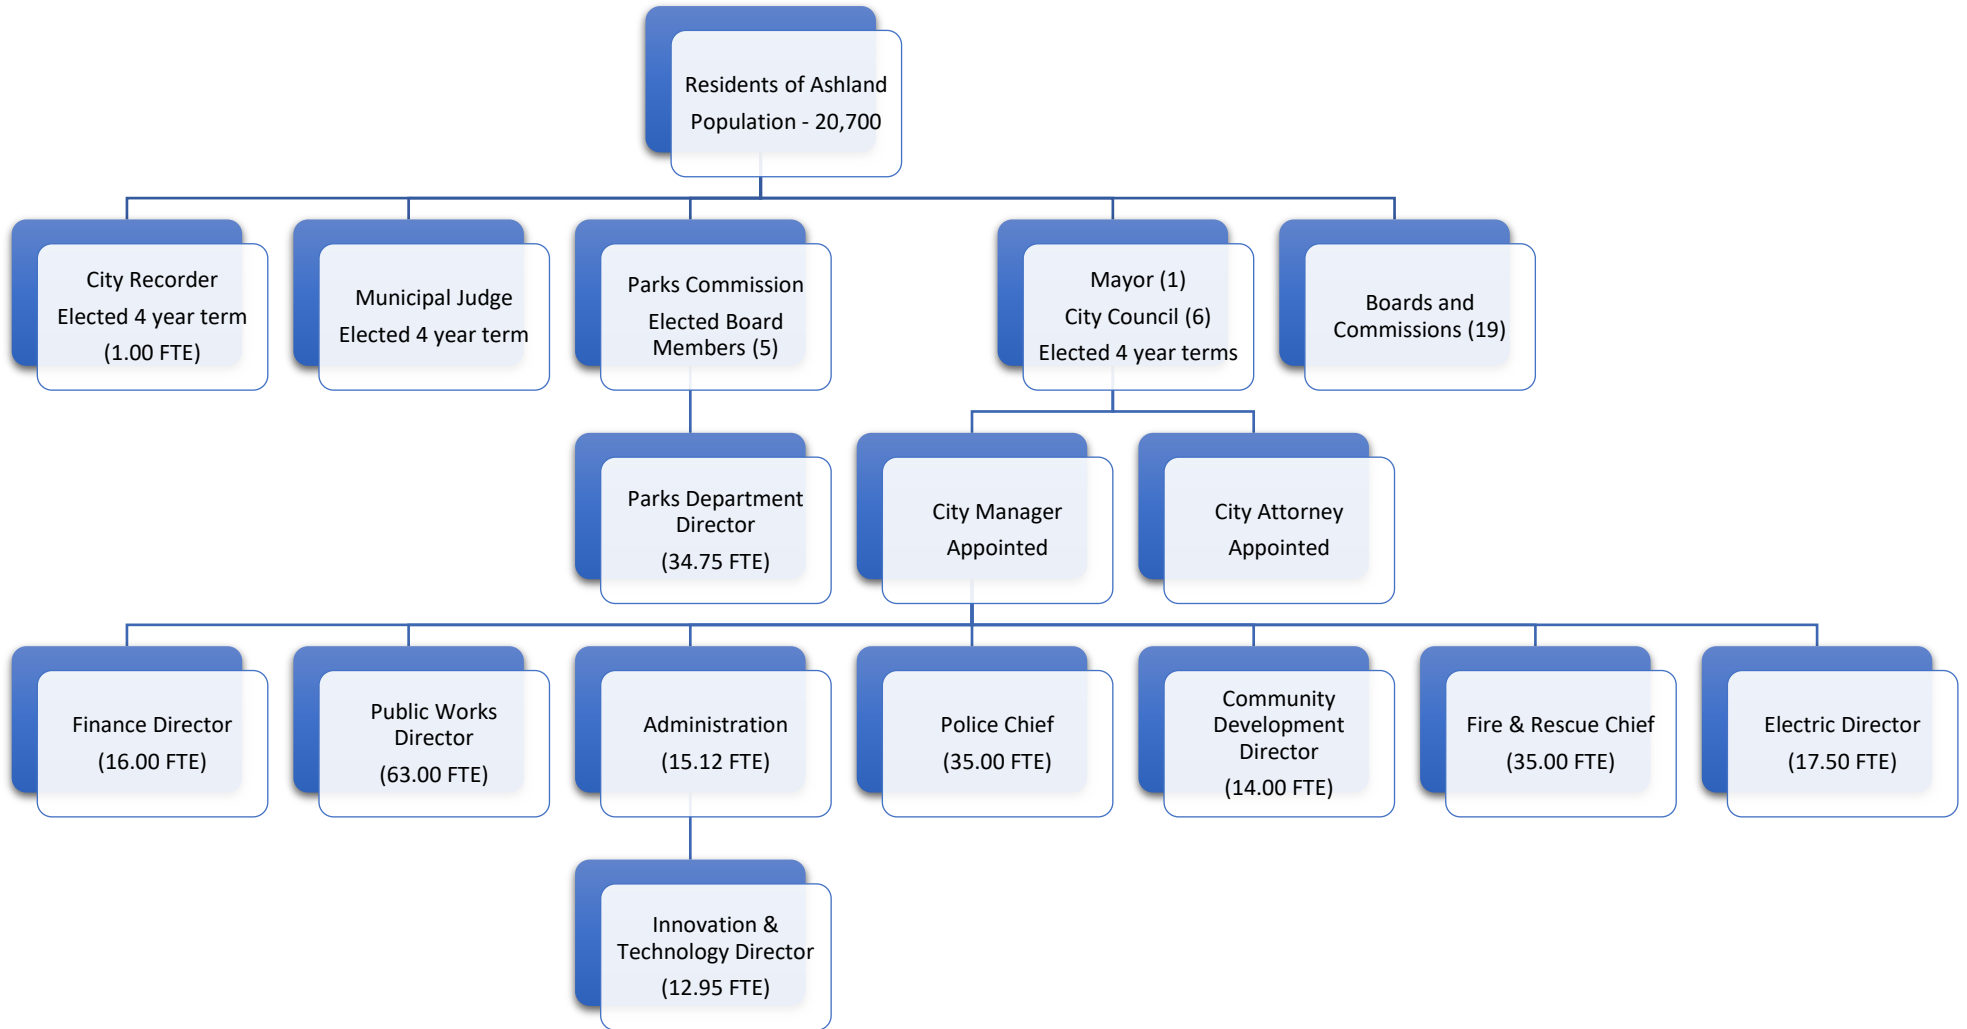 Residents of Ashland
Population - 20,700
City Recorder
Elected 4 year term
(1.00 FTE)
Municipal Judge
Elected 4 year term
Parks Commission
Elected Board
Members (5)
Mayor (1)
City Council (6)
Elected 4 year terms
Boards and
Commissions (19)
Parks Department
Director
(34.75 FTE)
City Manager
Appointed
City Attorney
Appointed
Finance Director
(16.00 FTE)
Public Works
Director
(63.00 FTE)
Administration
(15.12 FTE)
Police Chief
(35.00 FTE)
Community
Development
Director
(14.00 FTE)
Fire & Rescue Chief
(35.00 FTE)
Electric Director
(17.50 FTE)
Innovation &
Technology Director
(12.95 FTE)